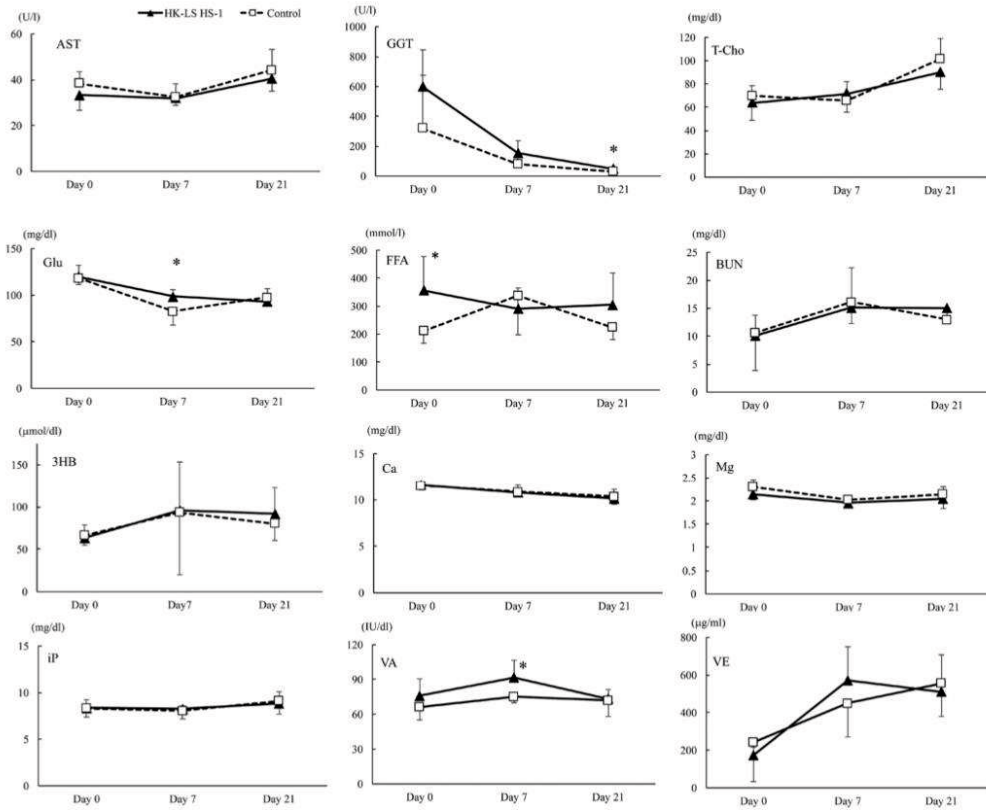 (U/l)
HK-LS HS-1
Control
AST
60
40
20
0
Day 0
Day 7
Day 21
(U/l)
GGT
1000
800
600
400
200
0
*
Day 0
Day 7
Day 21
(mg/dl)
T-Cho
120
100
80
60
40
20
0
Day 0
Day 7
Day 21
(mg/dl)
Glu
150
100
50
0
*
Day 0
Day 7
Day 21
(mmol/l)
FFA
500
400
300
200
100
0
*
Day 0
Day 7
Day 21
(mg/dl)
BUN
25
20
15
10
5
0
Day 0
Day 7
Day 21
(μmol/dl)
3HB
150
100
50
0
Day 0
Day7
Day 21
(mg/dl)
Ca
15
10
5
0
Day 0
Day 7
Day 21
(mg/dl)
Mg
3
2.5
2
1.5
1
0.5
0
Day 0
Day 7
Day 21
(mg/dl)
iP
15
10
5
0
Day 0
Day 7
Day 21
(IU/dl)
VA
120
90
60
30
0
*
Day 0
Day 7
Day 21
(μg/ml)
VE
800
600
400
200
0
Day 0
Day 7
Day 21